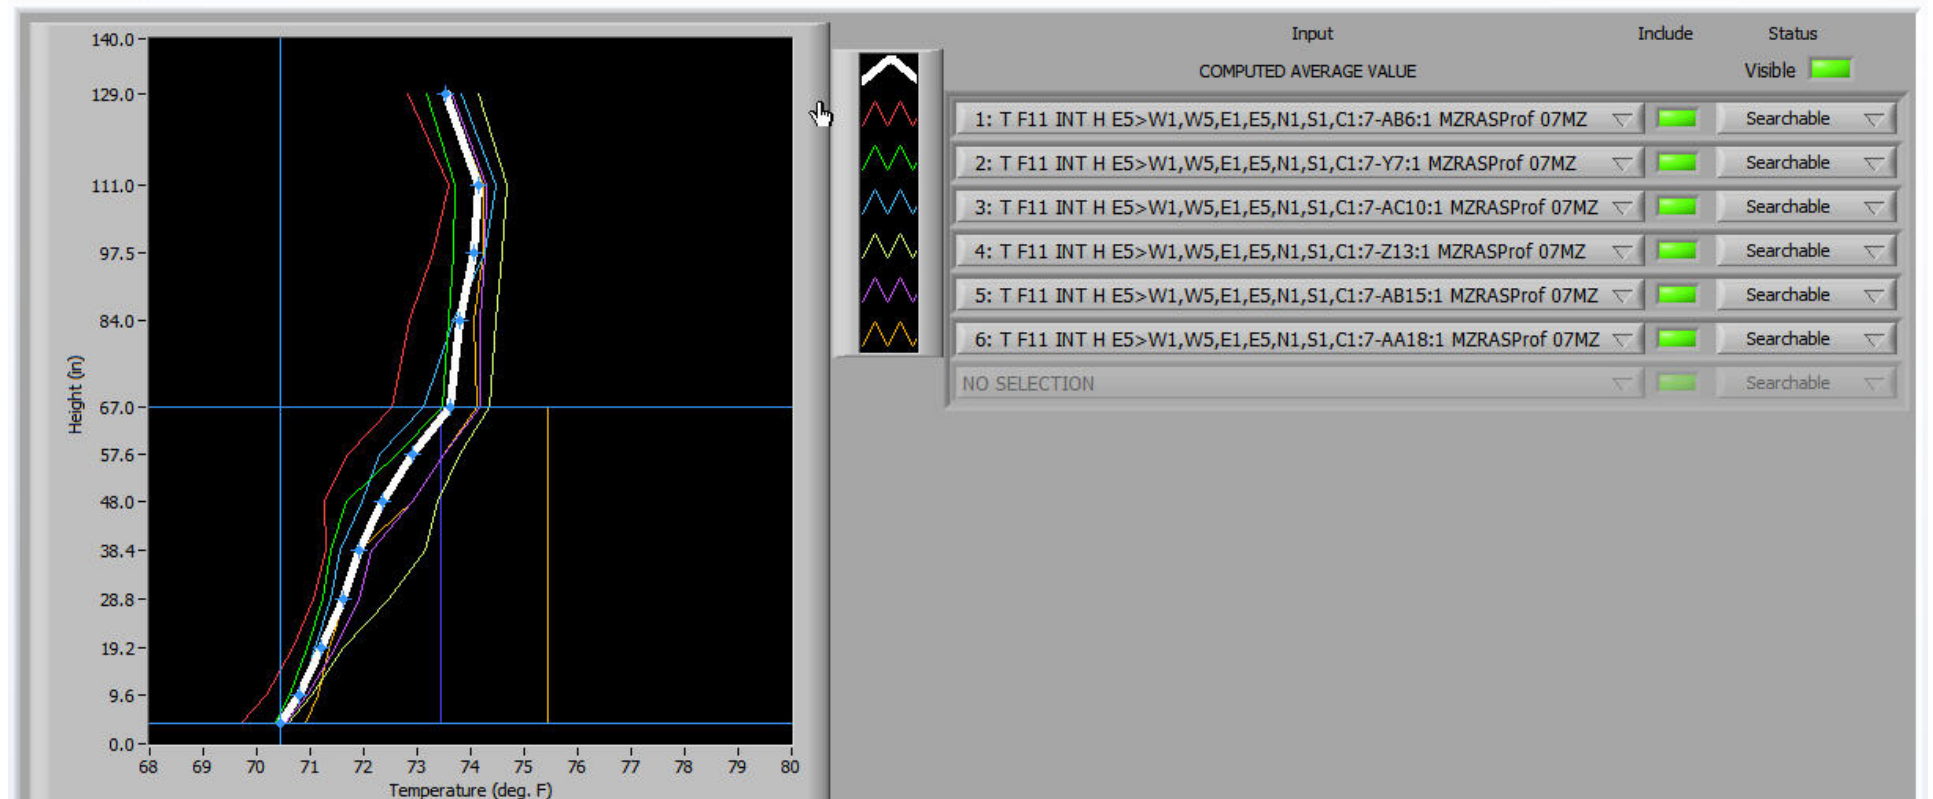 Input Include Status
COMPUTED AVERAGE VALUE Visible
1: T F11 INT H E5>W1,W5,E1,E5,N1,S1,C1:7-AB6:1 MZRASProf 07MZ Searchable
2: T F11 INT H E5>W1,W5,E1,E5,N1,S1,C1:7-Y7:1 MZRASProf 07MZ Searchable
3: T F11 INT H E5>W1,W5,E1,E5,N1,S1,C1:7-AC10:1 MZRASProf 07MZ Searchable
4: T F11 INT H E5>W1,W5,E1,E5,N1,S1,C1:7-Z13:1 MZRASProf 07MZ Searchable
5: T F11 INT H E5>W1,W5,E1,E5,N1,S1,C1:7-AB15:1 MZRASProf 07MZ Searchable
6: T F11 INT H E5>W1,W5,E1,E5,N1,S1,C1:7-AA18:1 MZRASProf 07MZ Searchable
NO SELECTION Searchable
140.0
129.0
111.0
97.5
84.0
67.0
57.6
48.0
38.4
28.8
19.2
9.6
0.0
Height (in)
68 69 70 71 72 73 74 75 76 77 78 79 80
Temperature (deg. F)